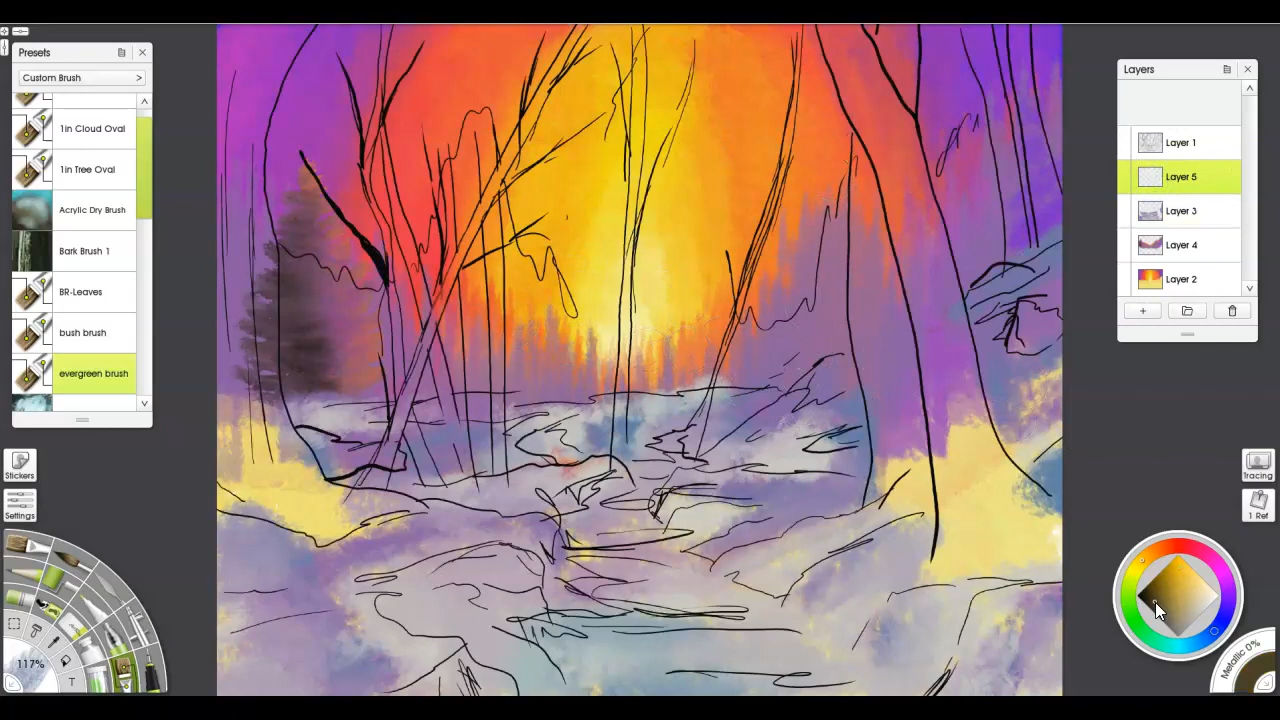 Presets
Custom Brush >
1in Cloud Oval
1in Tree Oval
Acrylic Dry Brush
Bark Brush 1
BR-Leaves
bush brush
evergreen brush
Stickers
Settings
117%
T
Layers
Layer 1
Layer 5
Layer 3
Layer 4
Layer 2
+
Tracing
1 Ref
Metallic 0%